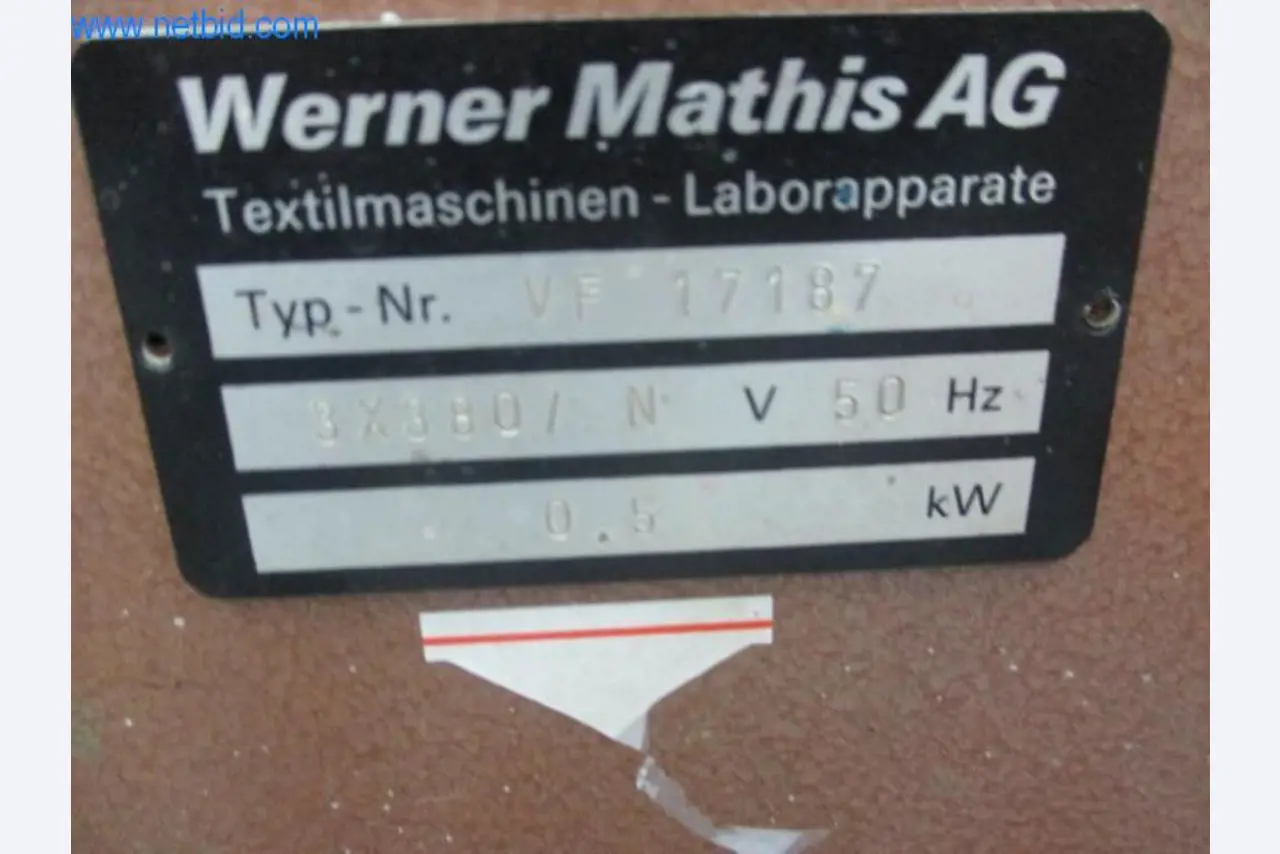 www.netbid.com
Werner Mathis AG
Textilmaschinen - Laborapparate
Typ - Nr. VF 17187
3X380/ N V 50 Hz
0.5 kW